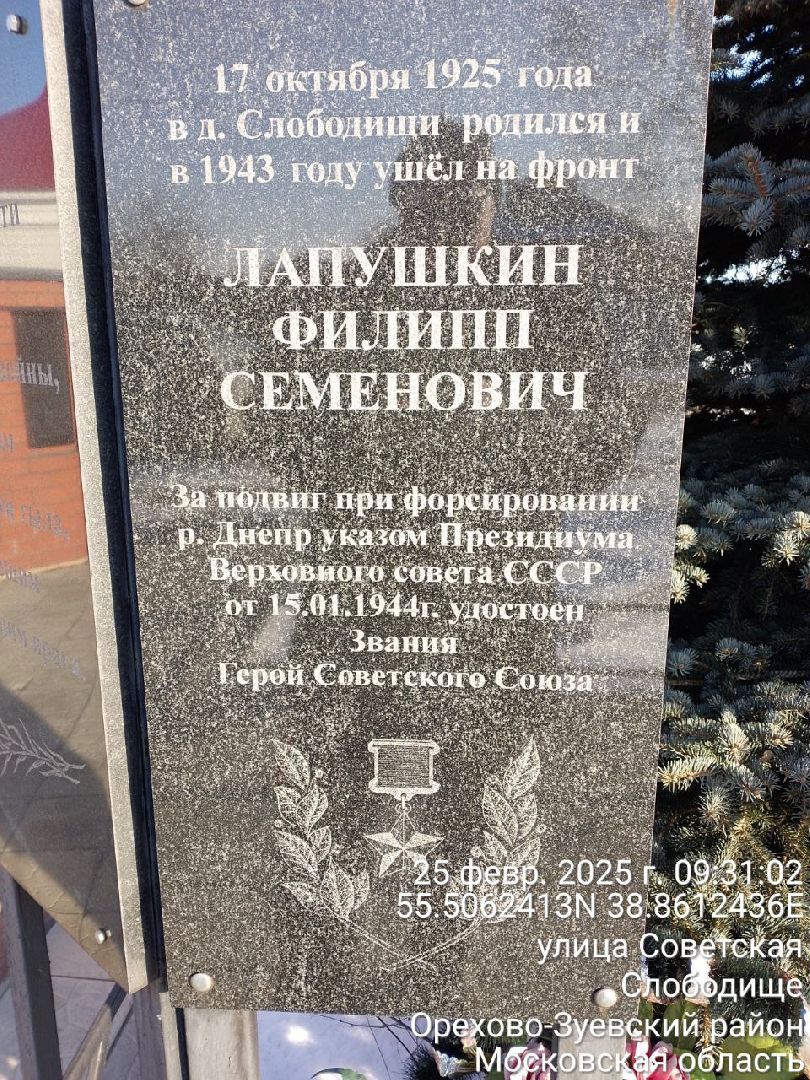 17 октября 1925 года
в д. Слободищи родился и
в 1943 году ушёл на фронт
ЛАПУШКИН
ФИЛИПП
СЕМЕНОВИЧ
За подвиг при форсировании
р. Днепр указом Президиума
Верховного совета СССР
от 15.01.1944г. удостоен
Звания
Герой Советского Союза
25 февр. 2025 г. 09:31:02
55.5062413N 38.8612436E
улица Советская
Слободище
Орехово-Зуевский район
Московская область